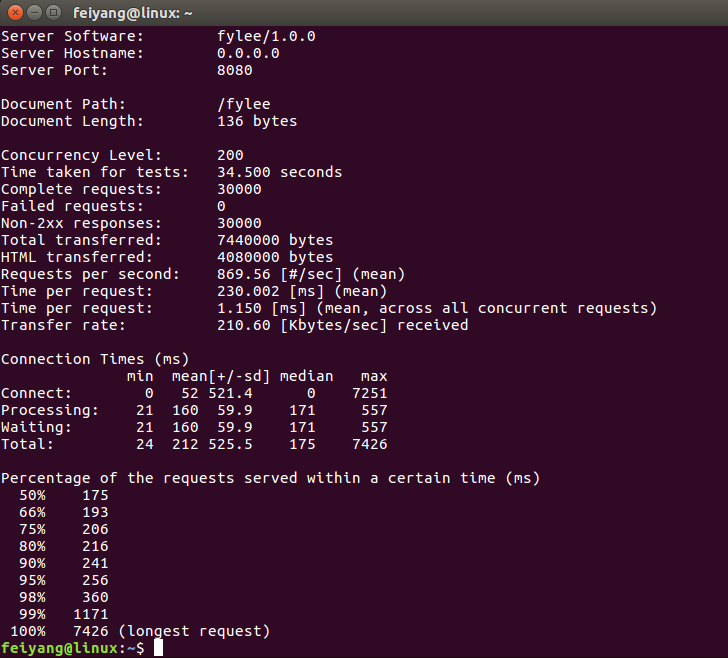 feiyang@linux: ~
Server Software:        fylee/1.0.0
Server Hostname:        0.0.0.0
Server Port:            8080
Document Path:          /fylee
Document Length:        136 bytes
Concurrency Level:      200
Time taken for tests:   34.500 seconds
Complete requests:      30000
Failed requests:        0
Non-2xx responses:      30000
Total transferred:      7440000 bytes
HTML transferred:       4080000 bytes
Requests per second:    869.56 [#/sec] (mean)
Time per request:       230.002 [ms] (mean)
Time per request:       1.150 [ms] (mean, across all concurrent requests)
Transfer rate:          210.60 [Kbytes/sec] received
Connection Times (ms)
              min  mean[+/-sd] median   max
Connect:        0   52 521.4      0    7251
Processing:    21  160  59.9    171     557
Waiting:       21  160  59.9    171     557
Total:         24  212 525.5    175    7426
Percentage of the requests served within a certain time (ms)
  50%    175
  66%    193
  75%    206
  80%    216
  90%    241
  95%    256
  98%    360
  99%   1171
 100%   7426 (longest request)
feiyang@linux:~$